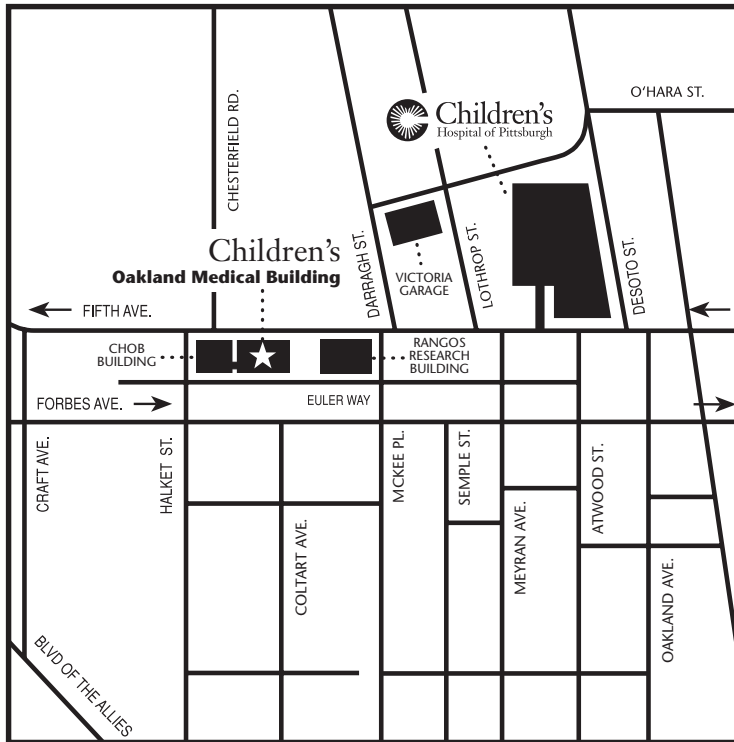 O'HARA ST.
Children's
Hospital of Pittsburgh
CHESTERFIELD RD.
Children's
Oakland Medical Building
DARRAGH ST.
VICTORIA
GARAGE
LOTHROP ST.
DESOTO ST.
FIFTH AVE.
CHOB
BUILDING
RANGOS
RESEARCH
BUILDING
FORBES AVE.
EULER WAY
CRAFT AVE.
HALKET ST.
COLTART AVE.
MCKEE PL.
SEMPLE ST.
MEYRAN AVE.
ATWOOD ST.
OAKLAND AVE.
BLVD OF THE ALLIES